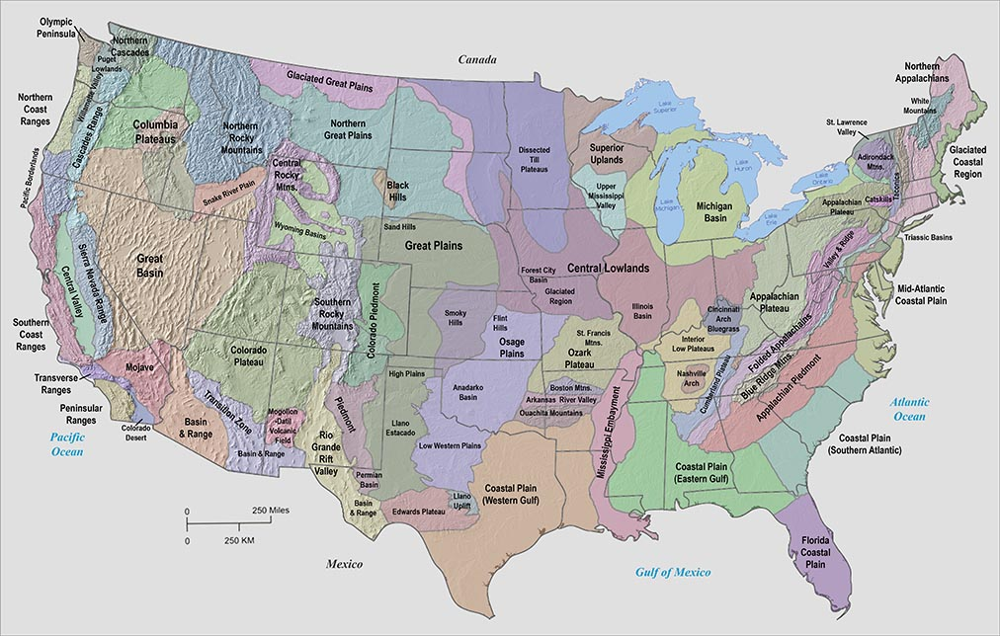 Olympic
Peninsula
Northern
Cascades
Puget
Lowlands
Willamette Valley
Northern
Coast
Ranges
Cascades Range
Columbia
Plateaus
Northern
Rocky
Mountains
Glaciated Great Plains
Northern
Great Plains
Canada
Dissected
Till
Plateaus
Superior
Uplands
Lake
Superior
Lake
Huron
Lake
Michigan
Lake
Ontario
Lake
Erie
Upper
Mississippi
Valley
Michigan
Basin
Northern
Appalachians
White
Mountains
St. Lawrence
Valley
Adirondack
Mtns.
Glaciated
Coastal
Region
Taconics
Catskills
Appalachian
Plateau
Triassic Basins
Valley & Ridge
Mid-Atlantic
Coastal Plain
Pacific Borderlands
Snake River Plain
Central
Rocky
Mtns.
Black
Hills
Wyoming Basins
Sand Hills
Great Plains
Great
Basin
Central Valley
Sierra Nevada Range
Southern
Coast
Ranges
Transverse
Ranges
Peninsular
Ranges
Pacific
Ocean
Mojave
Colorado
Desert
Basin
& Range
Transition Zone
Colorado
Plateau
Southern
Rocky
Mountains
Colorado Piedmont
Mogollon
-Datil
Volcanic
Field
Basin & Range
Rio
Grande
Rift
Valley
Piedmont
High Plains
Llano
Estacado
Permian
Basin
Basin
& Range
Edwards Plateau
Llano
Uplift
Low Western Plains
Anadarko
Basin
Smoky
Hills
Flint
Hills
Osage
Plains
Forest City
Basin
Glaciated
Region
Central Lowlands
Illinois
Basin
St. Francis
Mtns.
Ozark
Plateau
Boston Mtns.
Arkansas River Valley
Ouachita Mountains
Mississippi Embayment
Coastal Plain
(Western Gulf)
Interior
Low Plateaus
Nashville
Arch
Cincinnati
Arch
Bluegrass
Cumberland Plateau
Appalachian
Plateau
Folded Appalachians
Blue Ridge Mtns.
Appalachian Piedmont
Coastal Plain
(Eastern Gulf)
Coastal Plain
(Southern Atlantic)
Atlantic
Ocean
Florida
Coastal
Plain
Gulf of Mexico
Mexico
0 250 Miles
0 250 KM